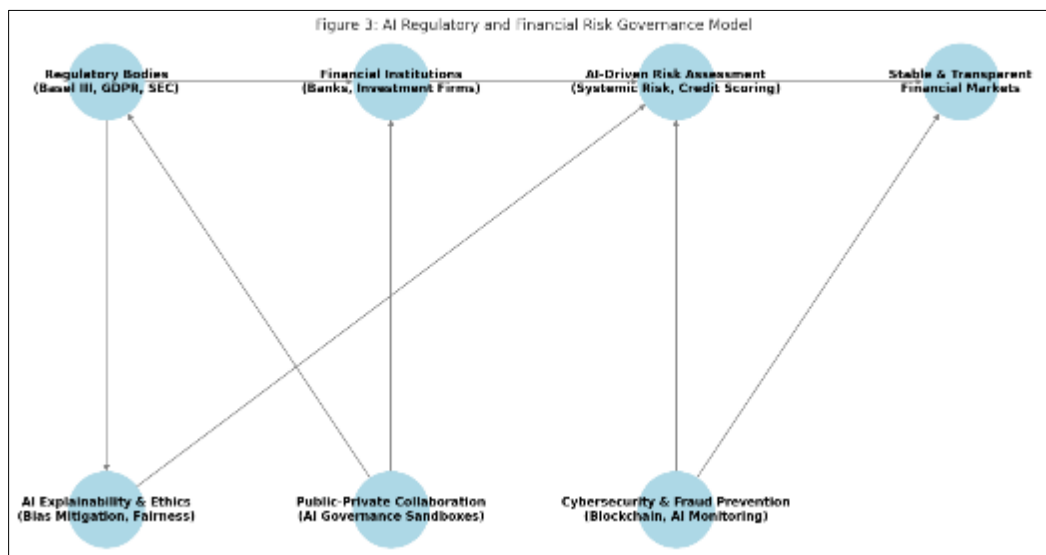 Figure 3: AI Regulatory and Financial Risk Governance Model
Regulatory Bodies
(Basel III, GDPR, SEC)
Financial Institutions
(Banks, Investment Firms)
AI-Driven Risk Assessment
(Systemic Risk, Credit Scoring)
Stable & Transparent
Financial Markets
AI Explainability & Ethics
(Bias Mitigation, Fairness)
Public-Private Collaboration
(AI Governance Sandboxes)
Cybersecurity & Fraud Prevention
(Blockchain, AI Monitoring)